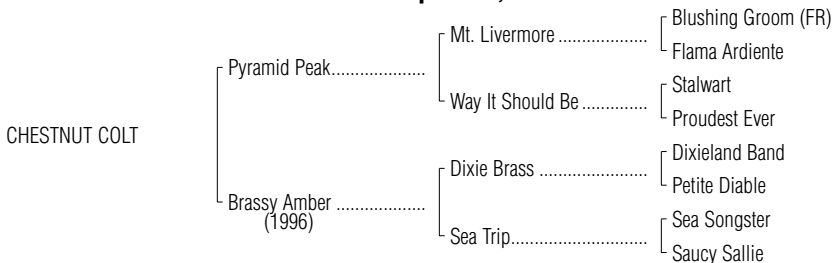 CHESTNUT COLT
Pyramid Peak....................
Brassy Amber ...................
(1996)
Mt. Livermore ...................
Way It Should Be ..............
Dixie Brass .......................
Sea Trip.............................
Blushing Groom (FR)
Flama Ardiente
Stalwart
Proudest Ever
Dixieland Band
Petite Diable
Sea Songster
Saucy Sallie